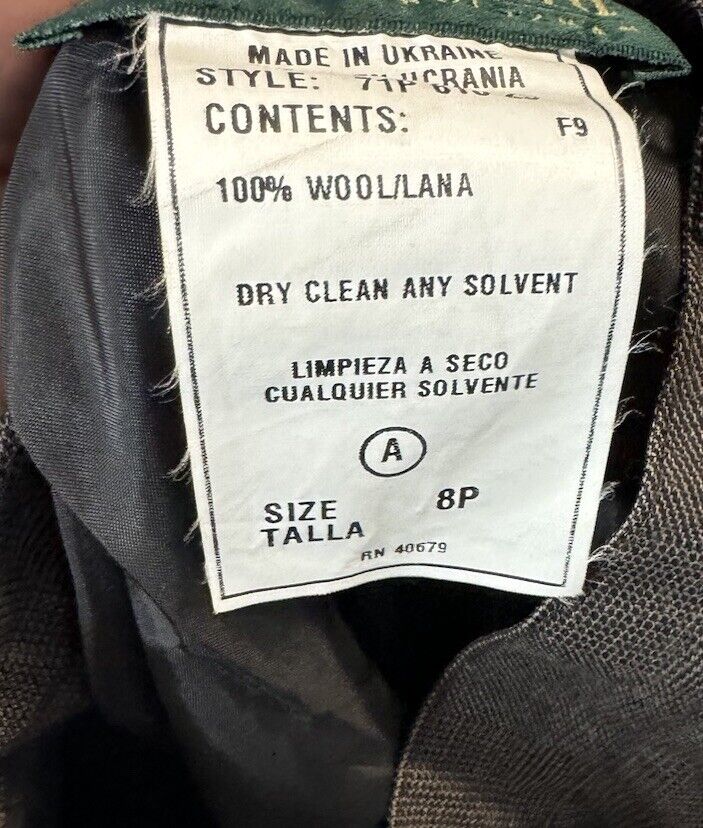 MADE IN UKRAINE
STYLE: UCRANIA
CONTENTS:
F9
100% WOOL/LANA
DRY CLEAN ANY SOLVENT
LIMPIEZA A SECO
CUALQUIER SOLVENTE
A
SIZE 8P
TALLA
RN 40679